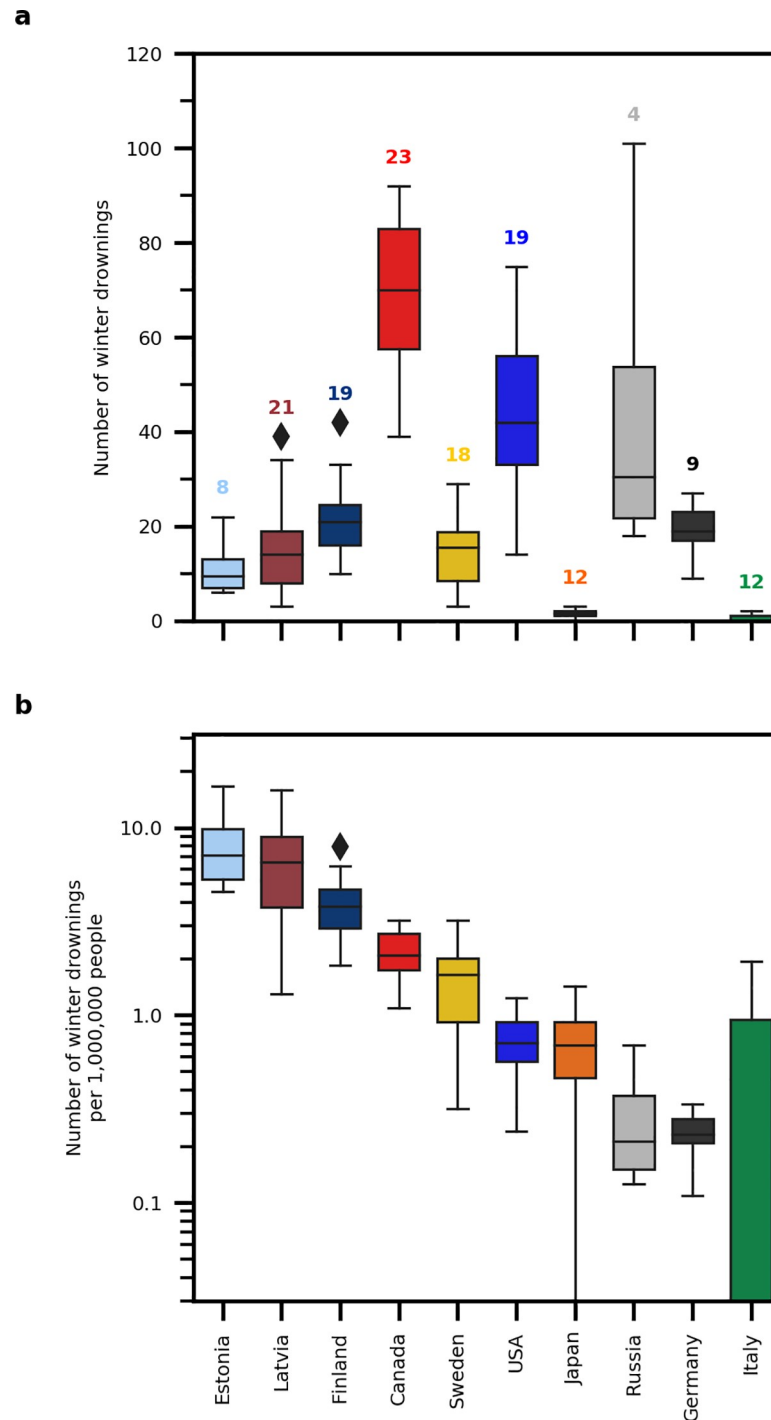 a
120
100
80
60
40
20
0
Number of winter drownings
8
21
19
23
18
19
12
4
9
12
b
10.0
1.0
0.1
Number of winter drownings
per 1,000,000 people
Estonia
Latvia
Finland
Canada
Sweden
USA
Japan
Russia
Germany
Italy